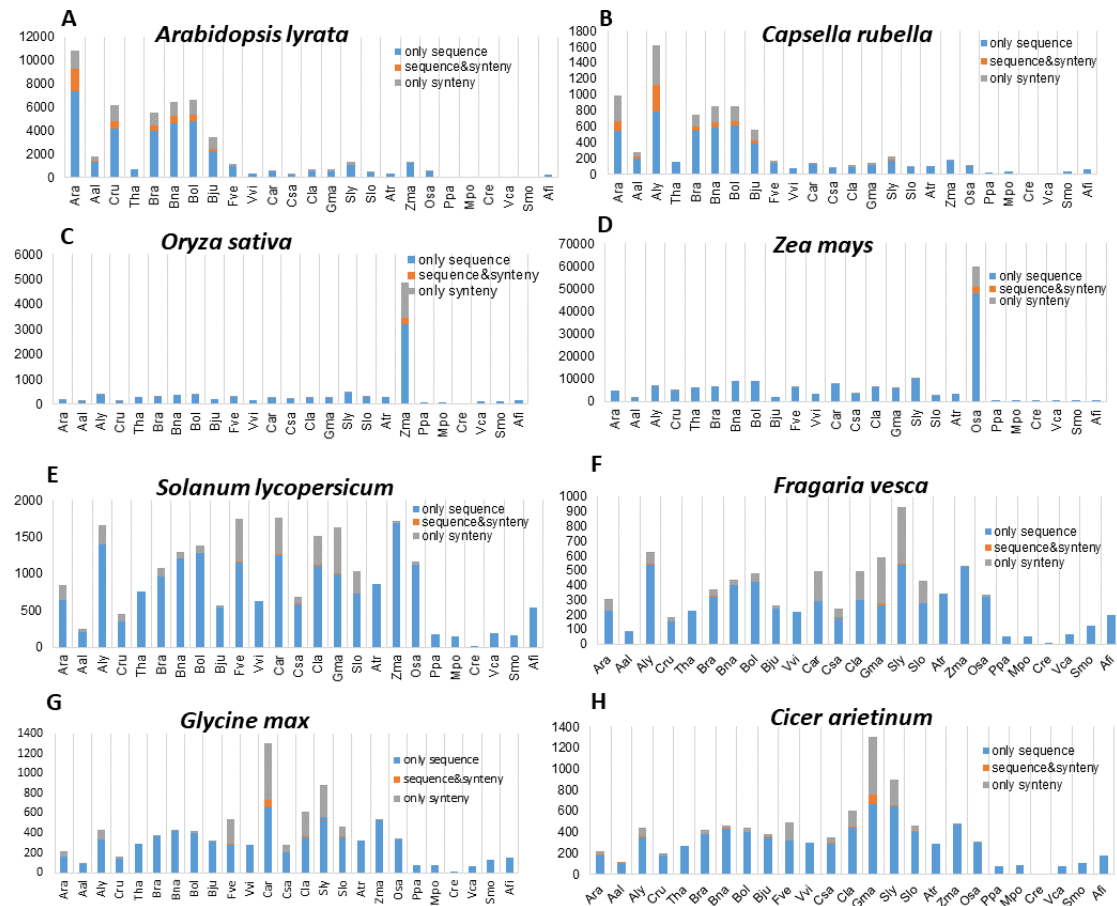 A
Arabidopsis lyrata
12000
10000
8000
6000
4000
2000
0
only sequence
sequence&synteny
only synteny
Ara Aal Cru Tha Bra Bna Bol Bju Fve Vvi Car Csa Cla Gma Sly Slo Atr Zma Osa Ppa Mpo Cre Vca Smo Afi
B
Capsella rubella
1800
1600
1400
1200
1000
800
600
400
200
0
only sequence
sequence&synteny
only synteny
Ara Aal Aly Tha Bra Bna Bol Bju Fve Vvi Car Csa Cla Gma Sly Slo Atr Zma Osa Ppa Mpo Cre Vca Smo Afi
C
Oryza sativa
6000
5000
4000
3000
2000
1000
0
only sequence
sequence&synteny
only synteny
Ara Aal Aly Cru Tha Bra Bna Bol Bju Fve Vvi Car Csa Cla Gma Sly Slo Atr Zma Ppa Mpo Cre Vca Smo Afi
D
Zea mays
70000
60000
50000
40000
30000
20000
10000
0
only sequence
sequence&synteny
only synteny
Ara Aal Aly Cru Tha Bra Bna Bol Bju Fve Vvi Car Csa Cla Gma Sly Slo Atr Osa Ppa Mpo Cre Vca Smo Afi
E
Solanum lycopersicum
2000
1500
1000
500
0
only sequence
sequence&synteny
only synteny
Ara Aal Aly Cru Tha Bra Bna Bol Bju Fve Vvi Car Csa Cla Gma Slo Atr Zma Osa Ppa Mpo Cre Vca Smo Afi
F
Fragaria vesca
1000
900
800
700
600
500
400
300
200
100
0
only sequence
sequence&synteny
only synteny
Ara Aal Aly Cru Tha Bra Bna Bol Bju Vvi Car Csa Cla Gma Sly Slo Atr Zma Osa Ppa Mpo Cre Vca Smo Afi
G
Glycine max
1400
1200
1000
800
600
400
200
0
only sequence
sequence&synteny
only synteny
Ara Aal Aly Cru Tha Bra Bna Bol Bju Fve Vvi Car Csa Cla Sly Slo Atr Zma Osa Ppa Mpo Cre Vca Smo Afi
H
Cicer arietinum
1400
1200
1000
800
600
400
200
0
only sequence
sequence&synteny
only synteny
Ara Aal Aly Cru Tha Bra Bna Bol Bju Fve Vvi Csa Cla Gma Sly Slo Atr Zma Osa Ppa Mpo Cre Vca Smo Afi